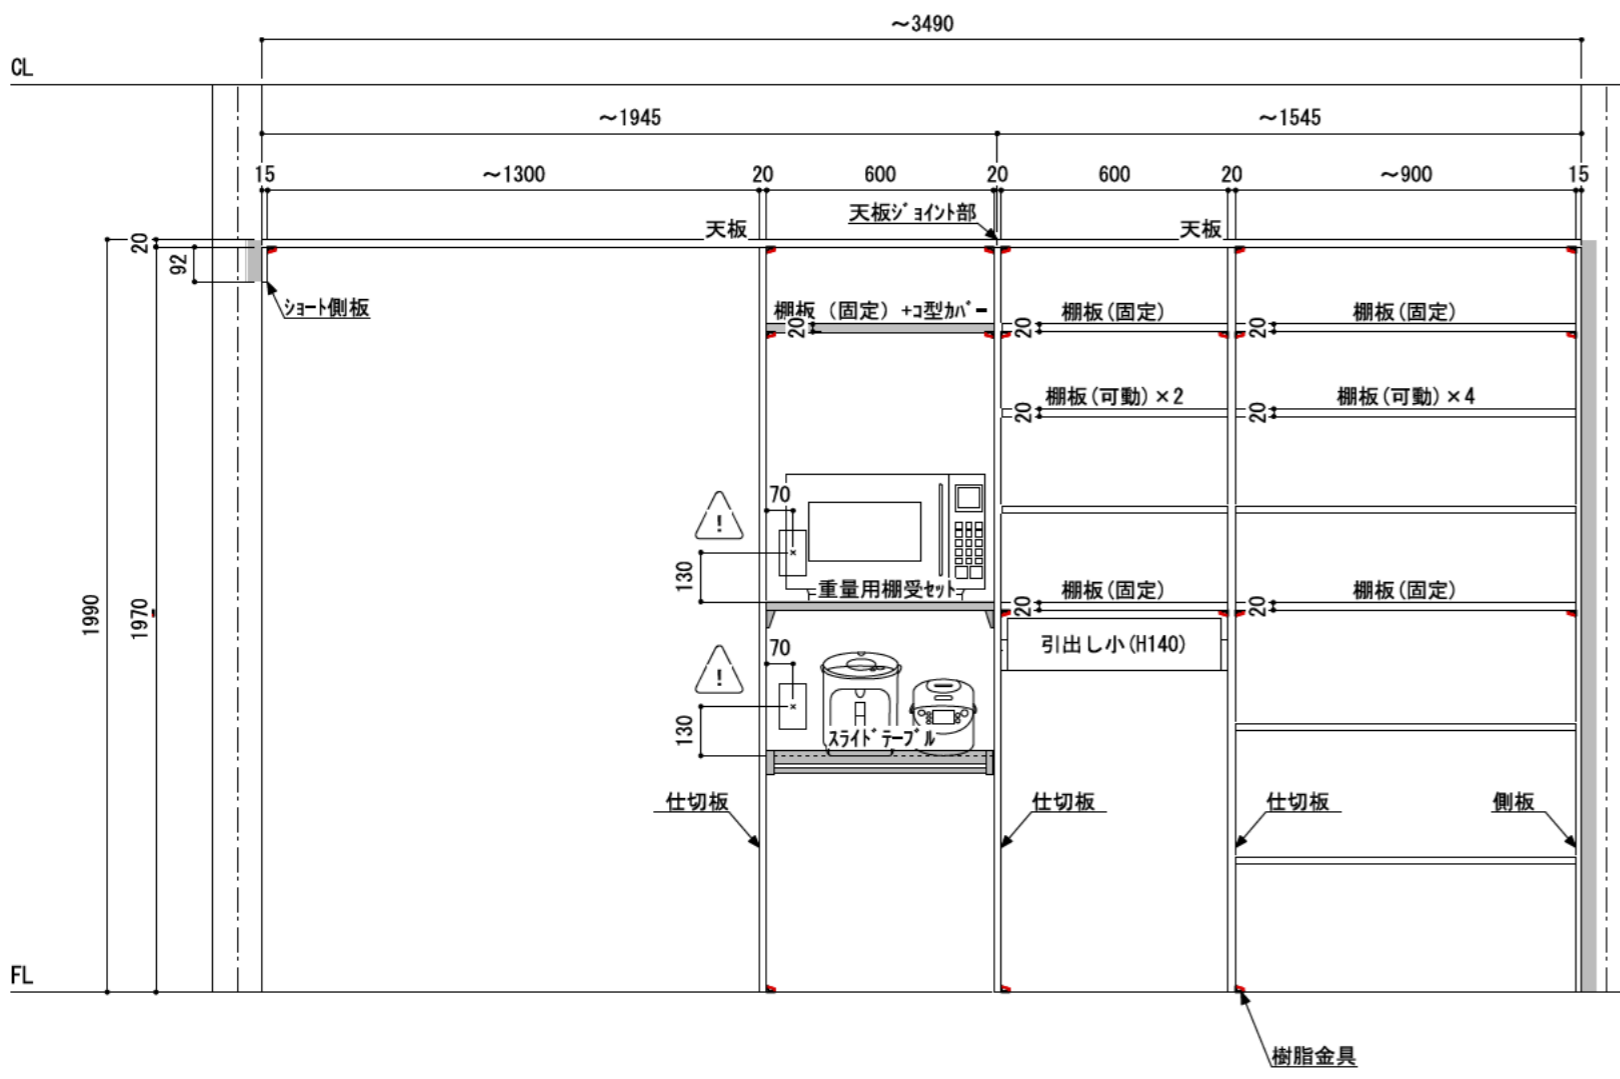 ~3490
CL
~1945
~1545
15
~1300
20
600
20
600
20
~900
15
天板ジョイント部
天板
天板
20
92
ショート側板
棚板（固定）+コ型カバー
20
棚板(固定)
20
棚板(固定)
20
棚板(可動)×2
20
棚板(可動)×4
20
70
!
130
重量用棚受セット
棚板(固定)
20
棚板(固定)
20
1990
1970
引出し小(H140)
70
!
130
スライドテーブル
仕切板
仕切板
仕切板
側板
FL
樹脂金具